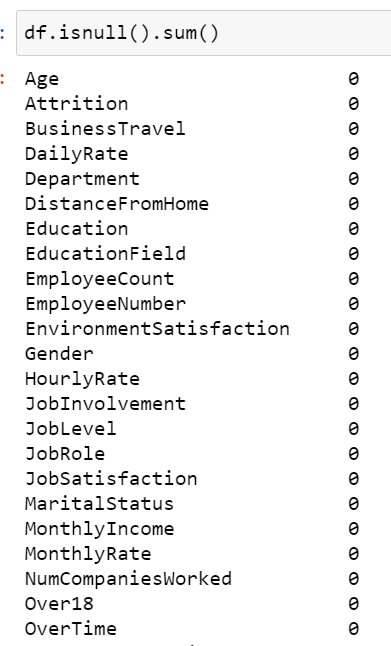 : df.isnull().sum()
: Age 0
Attrition 0
BusinessTravel 0
DailyRate 0
Department 0
DistanceFromHome 0
Education 0
EducationField 0
EmployeeCount 0
EmployeeNumber 0
EnvironmentSatisfaction 0
Gender 0
HourlyRate 0
JobInvolvement 0
JobLevel 0
JobRole 0
JobSatisfaction 0
MaritalStatus 0
MonthlyIncome 0
MonthlyRate 0
NumCompaniesWorked 0
Over18 0
OverTime 0